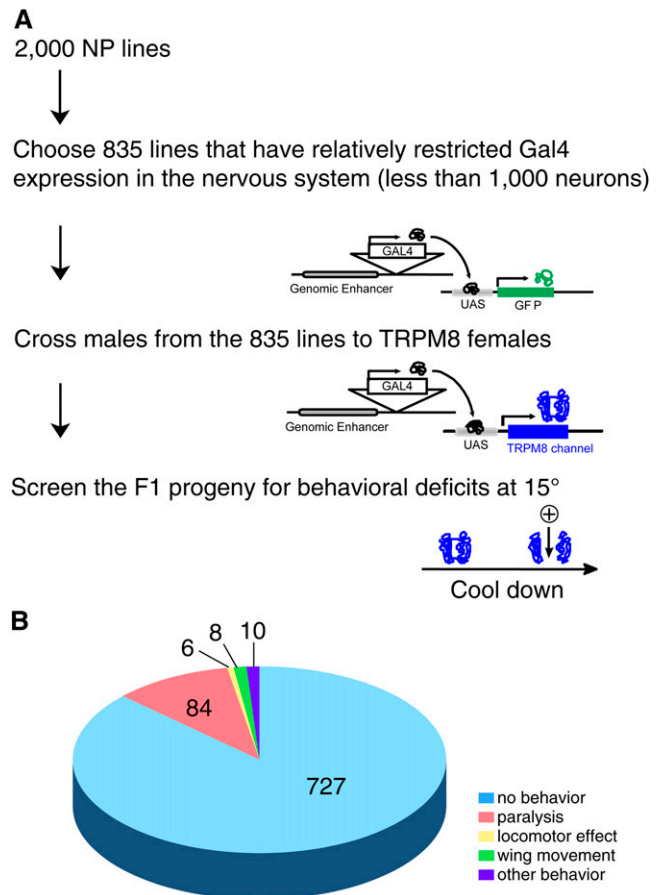 A
2,000 NP lines
Choose 835 lines that have relatively restricted Gal4
expression in the nervous system (less than 1,000 neurons)
GAL4
Genomic Enhancer
UAS
GFP
Cross males from the 835 lines to TRPM8 females
GAL4
Genomic Enhancer
UAS
TRPM8 channel
Screen the F1 progeny for behavioral deficits at 15°
+
Cool down
B
6
8
10
84
727
no behavior
paralysis
locomotor effect
wing movement
other behavior